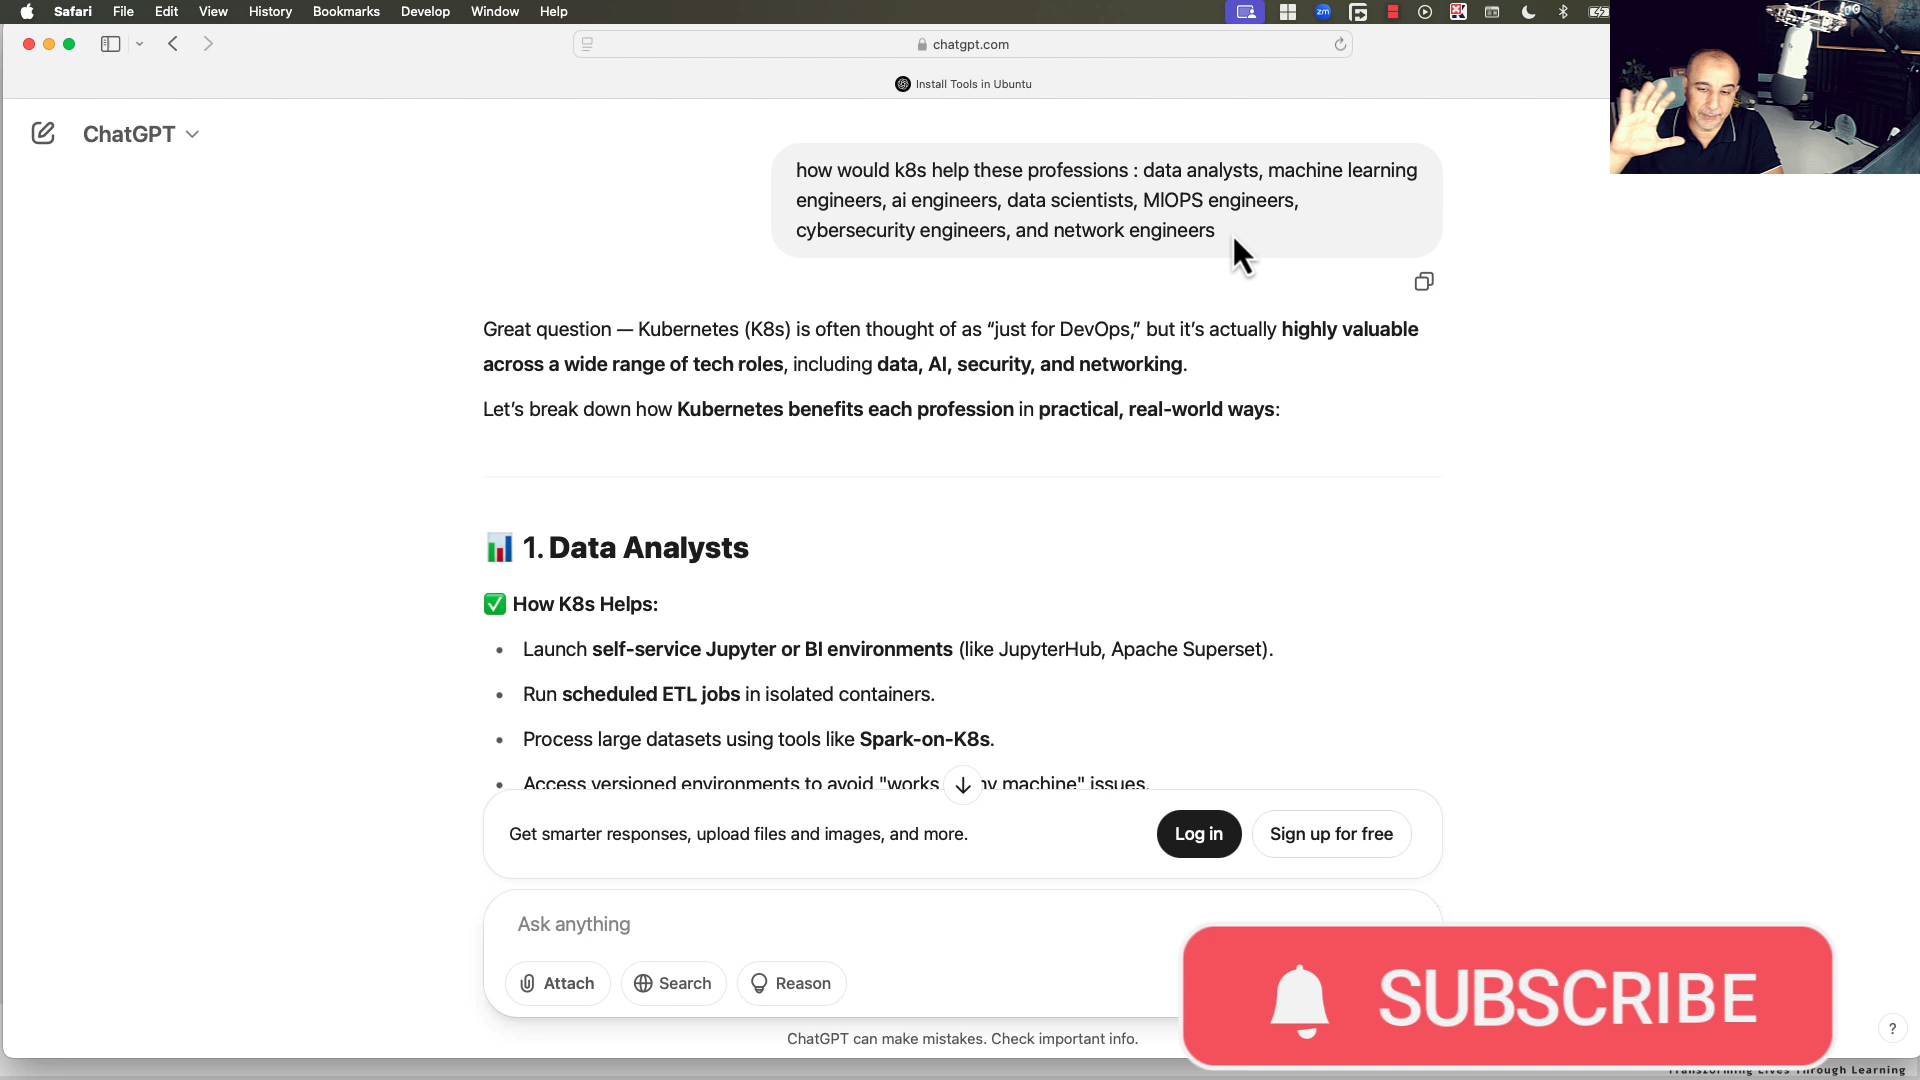 Safari File Edit View History Bookmarks Develop Window Help
zm
chatgpt.com
Install Tools in Ubuntu
ChatGPT
how would k8s help these professions : data analysts, machine learning
engineers, ai engineers, data scientists, MlOPS engineers,
cybersecurity engineers, and network engineers
Great question — Kubernetes (K8s) is often thought of as “just for DevOps,” but it’s actually highly valuable
across a wide range of tech roles, including data, AI, security, and networking.
Let’s break down how Kubernetes benefits each profession in practical, real-world ways:
1. Data Analysts
How K8s Helps:
• Launch self-service Jupyter or BI environments (like JupyterHub, Apache Superset).
• Run scheduled ETL jobs in isolated containers.
• Process large datasets using tools like Spark-on-K8s.
• Access versioned environments to avoid "works my machine" issues.
Get smarter responses, upload files and images, and more.
Log in
Sign up for free
Ask anything
Attach
Search
Reason
SUBSCRIBE
ChatGPT can make mistakes. Check important info.
?
Transforming Lives Through Learning